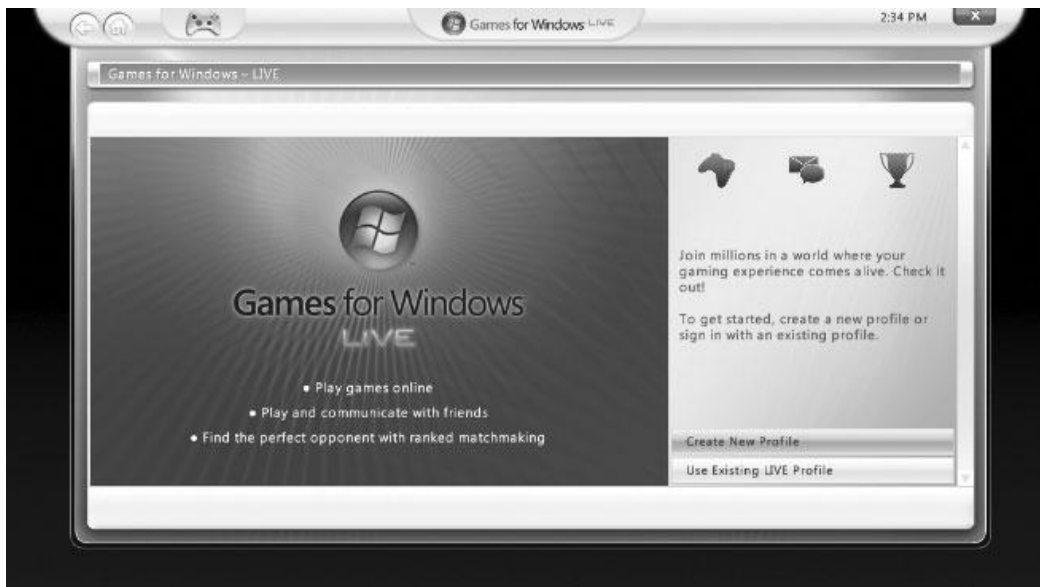 Games for Windows LIVE
2:34 PM
X
Games for Windows – LIVE
Games for Windows
LIVE
• Play games online
• Play and communicate with friends
• Find the perfect opponent with ranked matchmaking
Join millions in a world where your
gaming experience comes alive. Check it
out!
To get started, create a new profile or
sign in with an existing profile.
Create New Profile
Use Existing LIVE Profile